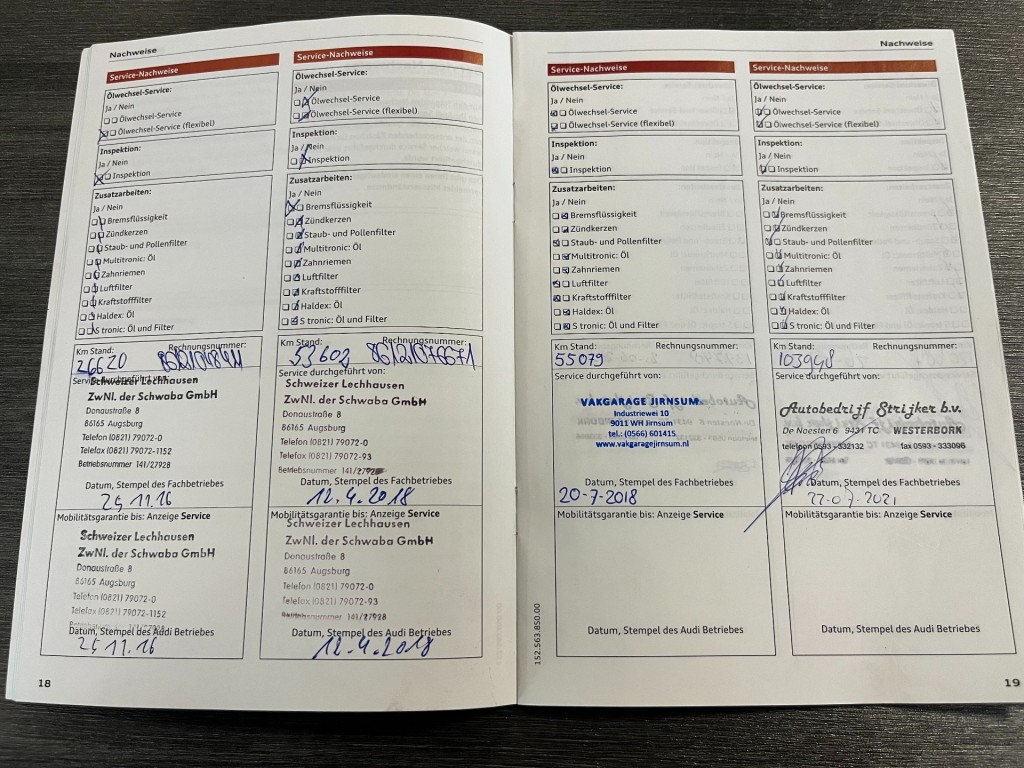 Nachweise
Service-Nachweise
Ölwechsel-Service:
Ja / Nein
Ölwechsel-Service
Ölwechsel-Service (flexibel)
Inspektion:
Ja / Nein
Inspektion
Zusatzarbeiten:
Ja / Nein
Bremsflüssigkeit
Zündkerzen
Staub- und Pollenfilter
Multitronic: Öl
Zahnriemen
Luftfilter
Kraftstofffilter
Haldex: Öl
S tronic: Öl und Filter
Km Stand: Rechnungsnummer:
26620
Service durchgeführt von:
Schweizer Lechhausen
ZwNl. der Schwaba GmbH
Donaustraße 8
86165 Augsburg
Telefon (0821) 79072-0
Telefax (0821) 79072-1152
Betriebsnummer 141/27928
Datum, Stempel des Fachbetriebes
25.11.16
Mobilitätsgarantie bis: Anzeige Service
Schweizer Lechhausen
ZwNl. der Schwaba GmbH
Donaustraße 8
86165 Augsburg
Telefon (0821) 79072-0
Telefax (0821) 79072-1152
Datum, Stempel des Audi Betriebes
25.11.16
18
Service-Nachweise
Ölwechsel-Service:
Ja / Nein
Ölwechsel-Service
Ölwechsel-Service (flexibel)
Inspektion:
Ja / Nein
Inspektion
Zusatzarbeiten:
Ja / Nein
Bremsflüssigkeit
Zündkerzen
Staub- und Pollenfilter
Multitronic: Öl
Zahnriemen
Luftfilter
Kraftstofffilter
Haldex: Öl
S tronic: Öl und Filter
Km Stand: Rechnungsnummer:
53603
Service durchgeführt von:
Schweizer Lechhausen
ZwNl. der Schwaba GmbH
Donaustraße 8
86165 Augsburg
Telefon (0821) 79072-0
Telefax (0821) 79072-93
Betriebsnummer 141/27928
Datum, Stempel des Fachbetriebes
12.4.2018
Mobilitätsgarantie bis: Anzeige Service
Schweizer Lechhausen
ZwNl. der Schwaba GmbH
Donaustraße 8
86165 Augsburg
Telefon (0821) 79072-0
Telefax (0821) 79072-93
Betriebsnummer 141/27928
Datum, Stempel des Audi Betriebes
12.4.2018
Nachweise
Service-Nachweise
Ölwechsel-Service:
Ja / Nein
Ölwechsel-Service
Ölwechsel-Service (flexibel)
Inspektion:
Ja / Nein
Inspektion
Zusatzarbeiten:
Ja / Nein
Bremsflüssigkeit
Zündkerzen
Staub- und Pollenfilter
Multitronic: Öl
Zahnriemen
Luftfilter
Kraftstofffilter
Haldex: Öl
S tronic: Öl und Filter
Km Stand: Rechnungsnummer:
55079
Service durchgeführt von:
VAKGARAGE JIRNSUM
Industriewei 10
9011 WH Jirnsum
tel.: (0566) 601415
www.vakgaragejirnsum.nl
Datum, Stempel des Fachbetriebes
20-7-2018
Mobilitätsgarantie bis: Anzeige Service
Datum, Stempel des Audi Betriebes
152.563.850.00
Service-Nachweise
Ölwechsel-Service:
Ja / Nein
Ölwechsel-Service
Ölwechsel-Service (flexibel)
Inspektion:
Ja / Nein
Inspektion
Zusatzarbeiten:
Ja / Nein
Bremsflüssigkeit
Zündkerzen
Staub- und Pollenfilter
Multitronic: Öl
Zahnriemen
Luftfilter
Kraftstofffilter
Haldex: Öl
S tronic: Öl und Filter
Km Stand: Rechnungsnummer:
103948
Service durchgeführt von:
Autobedrijf Strijker b.v.
De Noesten 6 9431 TC WESTERBORK
telefoon 0593 - 332132 fax 0593 - 333096
Datum, Stempel des Fachbetriebes
22-07-2021
Mobilitätsgarantie bis: Anzeige Service
Datum, Stempel des Audi Betriebes
19